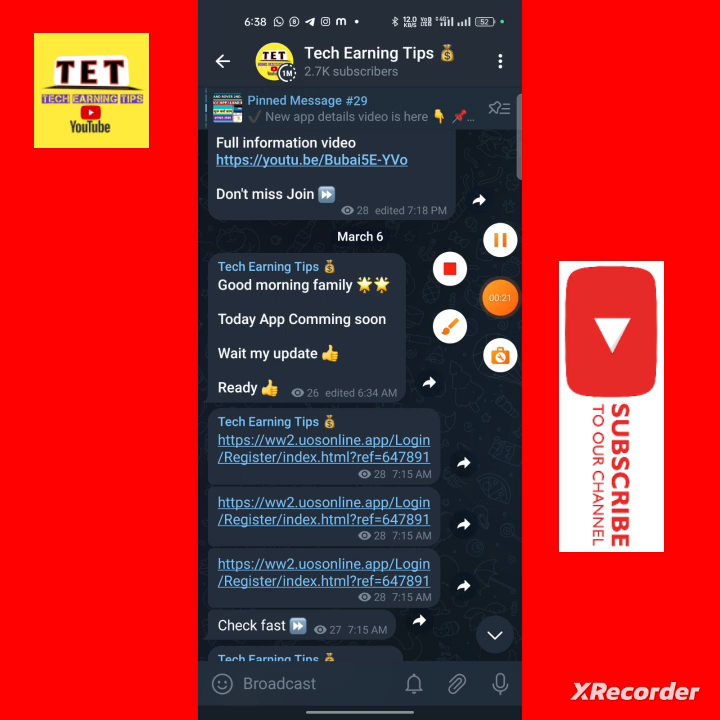 6:38
12.0 KB/S
52
TET
TECH EARNING TIPS
YouTube
1M
Tech Earning Tips 💰
2.7K subscribers
Pinned Message #29
✔️ New app details video is here 👇 📌...
Full information video
https://youtu.be/Bubai5E-YVo
Don't miss Join ⏩
28 edited 7:18 PM
March 6
Tech Earning Tips 💰
Good morning family 🌟🌟
Today App Comming soon
Wait my update 👍
Ready 👍 26 edited 6:34 AM
Tech Earning Tips 💰
https://ww2.uosonline.app/Login
/Register/index.html?ref=647891
28 7:15 AM
https://ww2.uosonline.app/Login
/Register/index.html?ref=647891
28 7:15 AM
https://ww2.uosonline.app/Login
/Register/index.html?ref=647891
28 7:15 AM
Check fast ⏩ 27 7:15 AM
Tech Earning Tips 💰
Broadcast
00:21
SUBSCRIBE
TO OUR CHANNEL
XRecorder